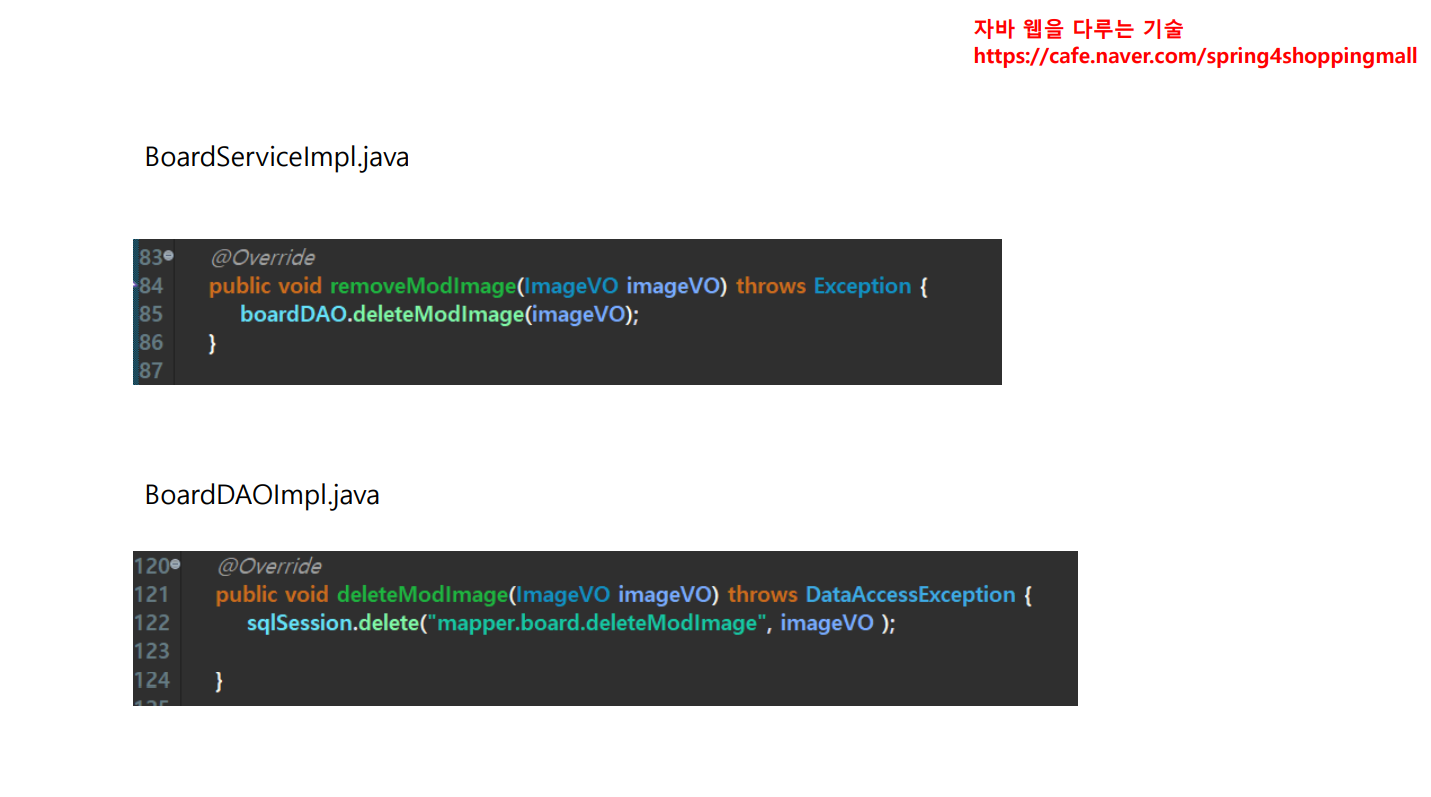 자바 웹을 다루는 기술
https://cafe.naver.com/spring4shoppingmall
BoardServiceImpl.java
83 @Override
84 public void removeModImage(ImageVO imageVO) throws Exception {
85 boardDAO.deleteModImage(imageVO);
86 }
87
BoardDAOImpl.java
120 @Override
121 public void deleteModImage(ImageVO imageVO) throws DataAccessException {
122 sqlSession.delete("mapper.board.deleteModImage", imageVO );
123
124 }